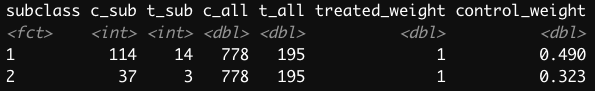 subclass c_sub t_sub c_all t_all treated_weight control_weight
<fct> <int> <int> <dbl> <dbl> <dbl> <dbl>
1 114 14 778 195 1 0.490
2 37 3 778 195 1 0.323